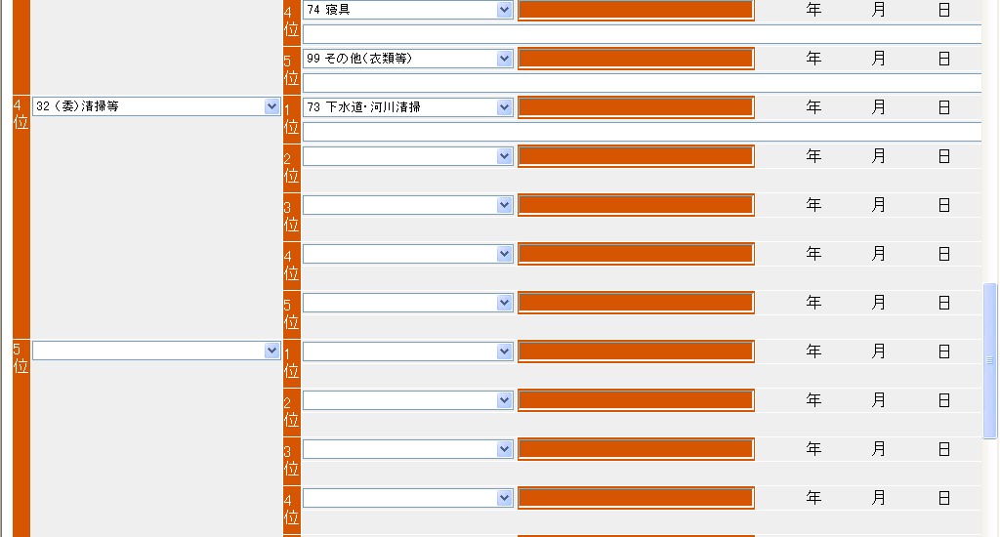 4位 74 寝具 年 月 日
5位 99 その他(衣類等) 年 月 日
4位 32 (委)清掃等 1位 73 下水道・河川清掃 年 月 日
2位 年 月 日
3位 年 月 日
4位 年 月 日
5位 年 月 日
5位 1位 年 月 日
2位 年 月 日
3位 年 月 日
4位 年 月 日